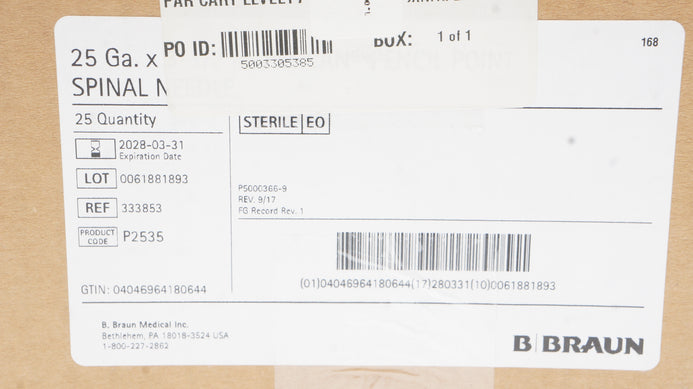 PAR CART LEVEL1
PO ID:
BOX: 1 of 1
5003305385
25 Ga. x
PENCIL POINT
168
SPINAL N
25 Quantity
STERILE EO
2028-03-31
Expiration Date
LOT 0061881893
REF 333853
PRODUCT CODE P2535
P5000366-9
REV. 9/17
FG Record Rev. 1
(01)04046964180644(17)280331(10)0061881893
GTIN: 04046964180644
B. Braun Medical Inc.
Bethlehem, PA 18018-3524 USA
1-800-227-2862
B BRAUN